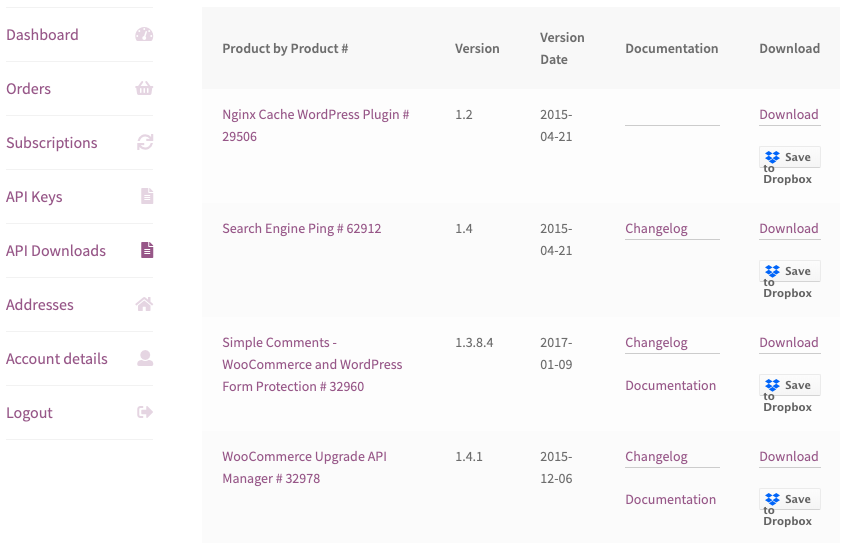 Dashboard
Orders
Subscriptions
API Keys
API Downloads
Addresses
Account details
Logout
Product by Product # Version Version Date Documentation Download
Nginx Cache WordPress Plugin # 1.2 2015- Download
29506 04-21
Save
to
Dropbox
Search Engine Ping # 62912 1.4 2015- Changelog Download
04-21
Save
to
Dropbox
Simple Comments - 1.3.8.4 2017- Changelog Download
WooCommerce and WordPress 01-09
Form Protection # 32960 Documentation Save
to
Dropbox
WooCommerce Upgrade API 1.4.1 2015- Changelog Download
Manager # 32978 12-06
Documentation Save
to
Dropbox